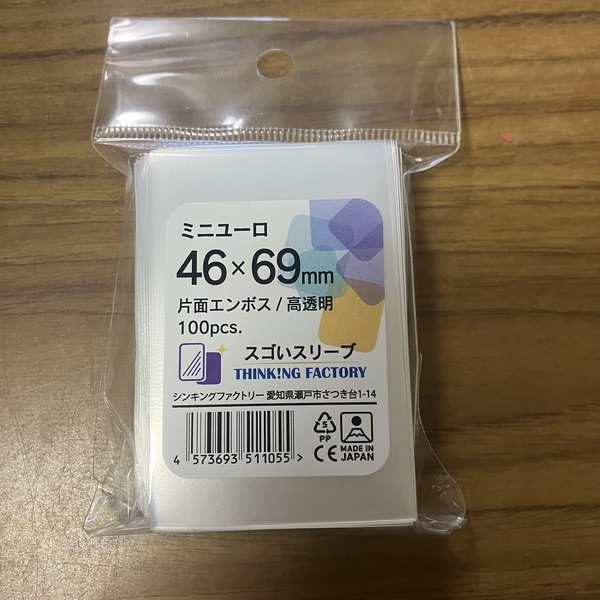 ミニユーロ
46×69mm
片面エンボス / 高透明
100pcs.
スゴいスリーブ
THINK!NG FACTORY
シンキングファクトリー 愛知県瀬戸市さつき台1-14
4 573693 511055 >
5
PP
CE
MADE IN
JAPAN